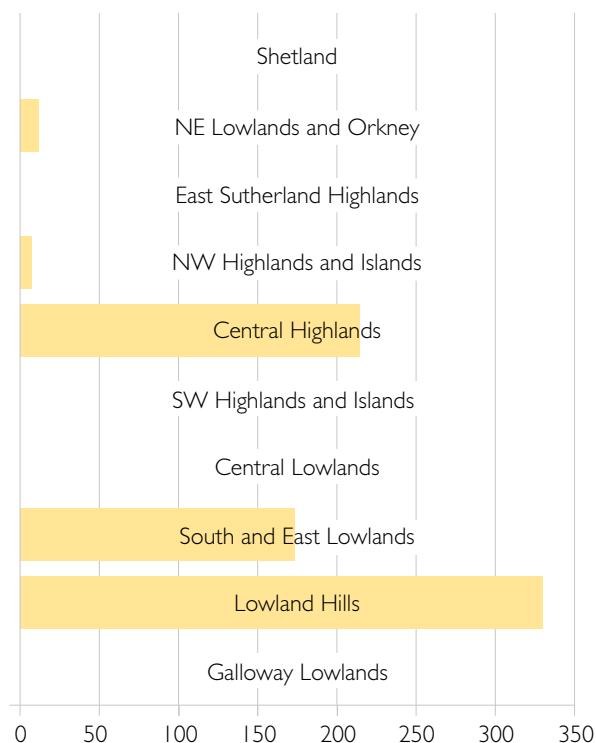 Shetland
NE Lowlands and Orkney
East Sutherland Highlands
NW Highlands and Islands
Central Highlands
SW Highlands and Islands
Central Lowlands
South and East Lowlands
Lowland Hills
Galloway Lowlands
0 50 100 150 200 250 300 350